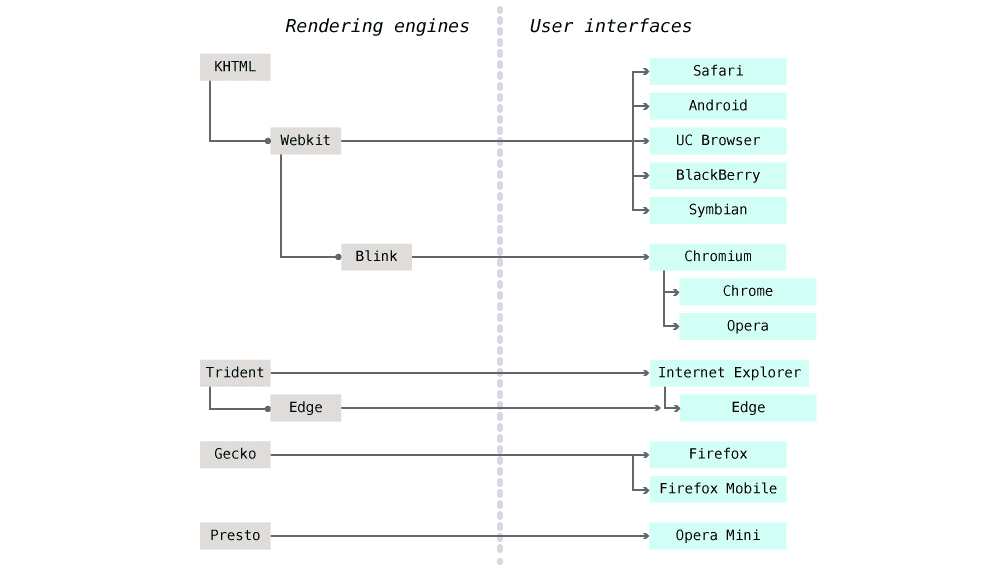 Rendering engines
User interfaces
KHTML
Safari
Android
Webkit
UC Browser
BlackBerry
Symbian
Blink
Chromium
Chrome
Opera
Trident
Internet Explorer
Edge
Edge
Gecko
Firefox
Firefox Mobile
Presto
Opera Mini